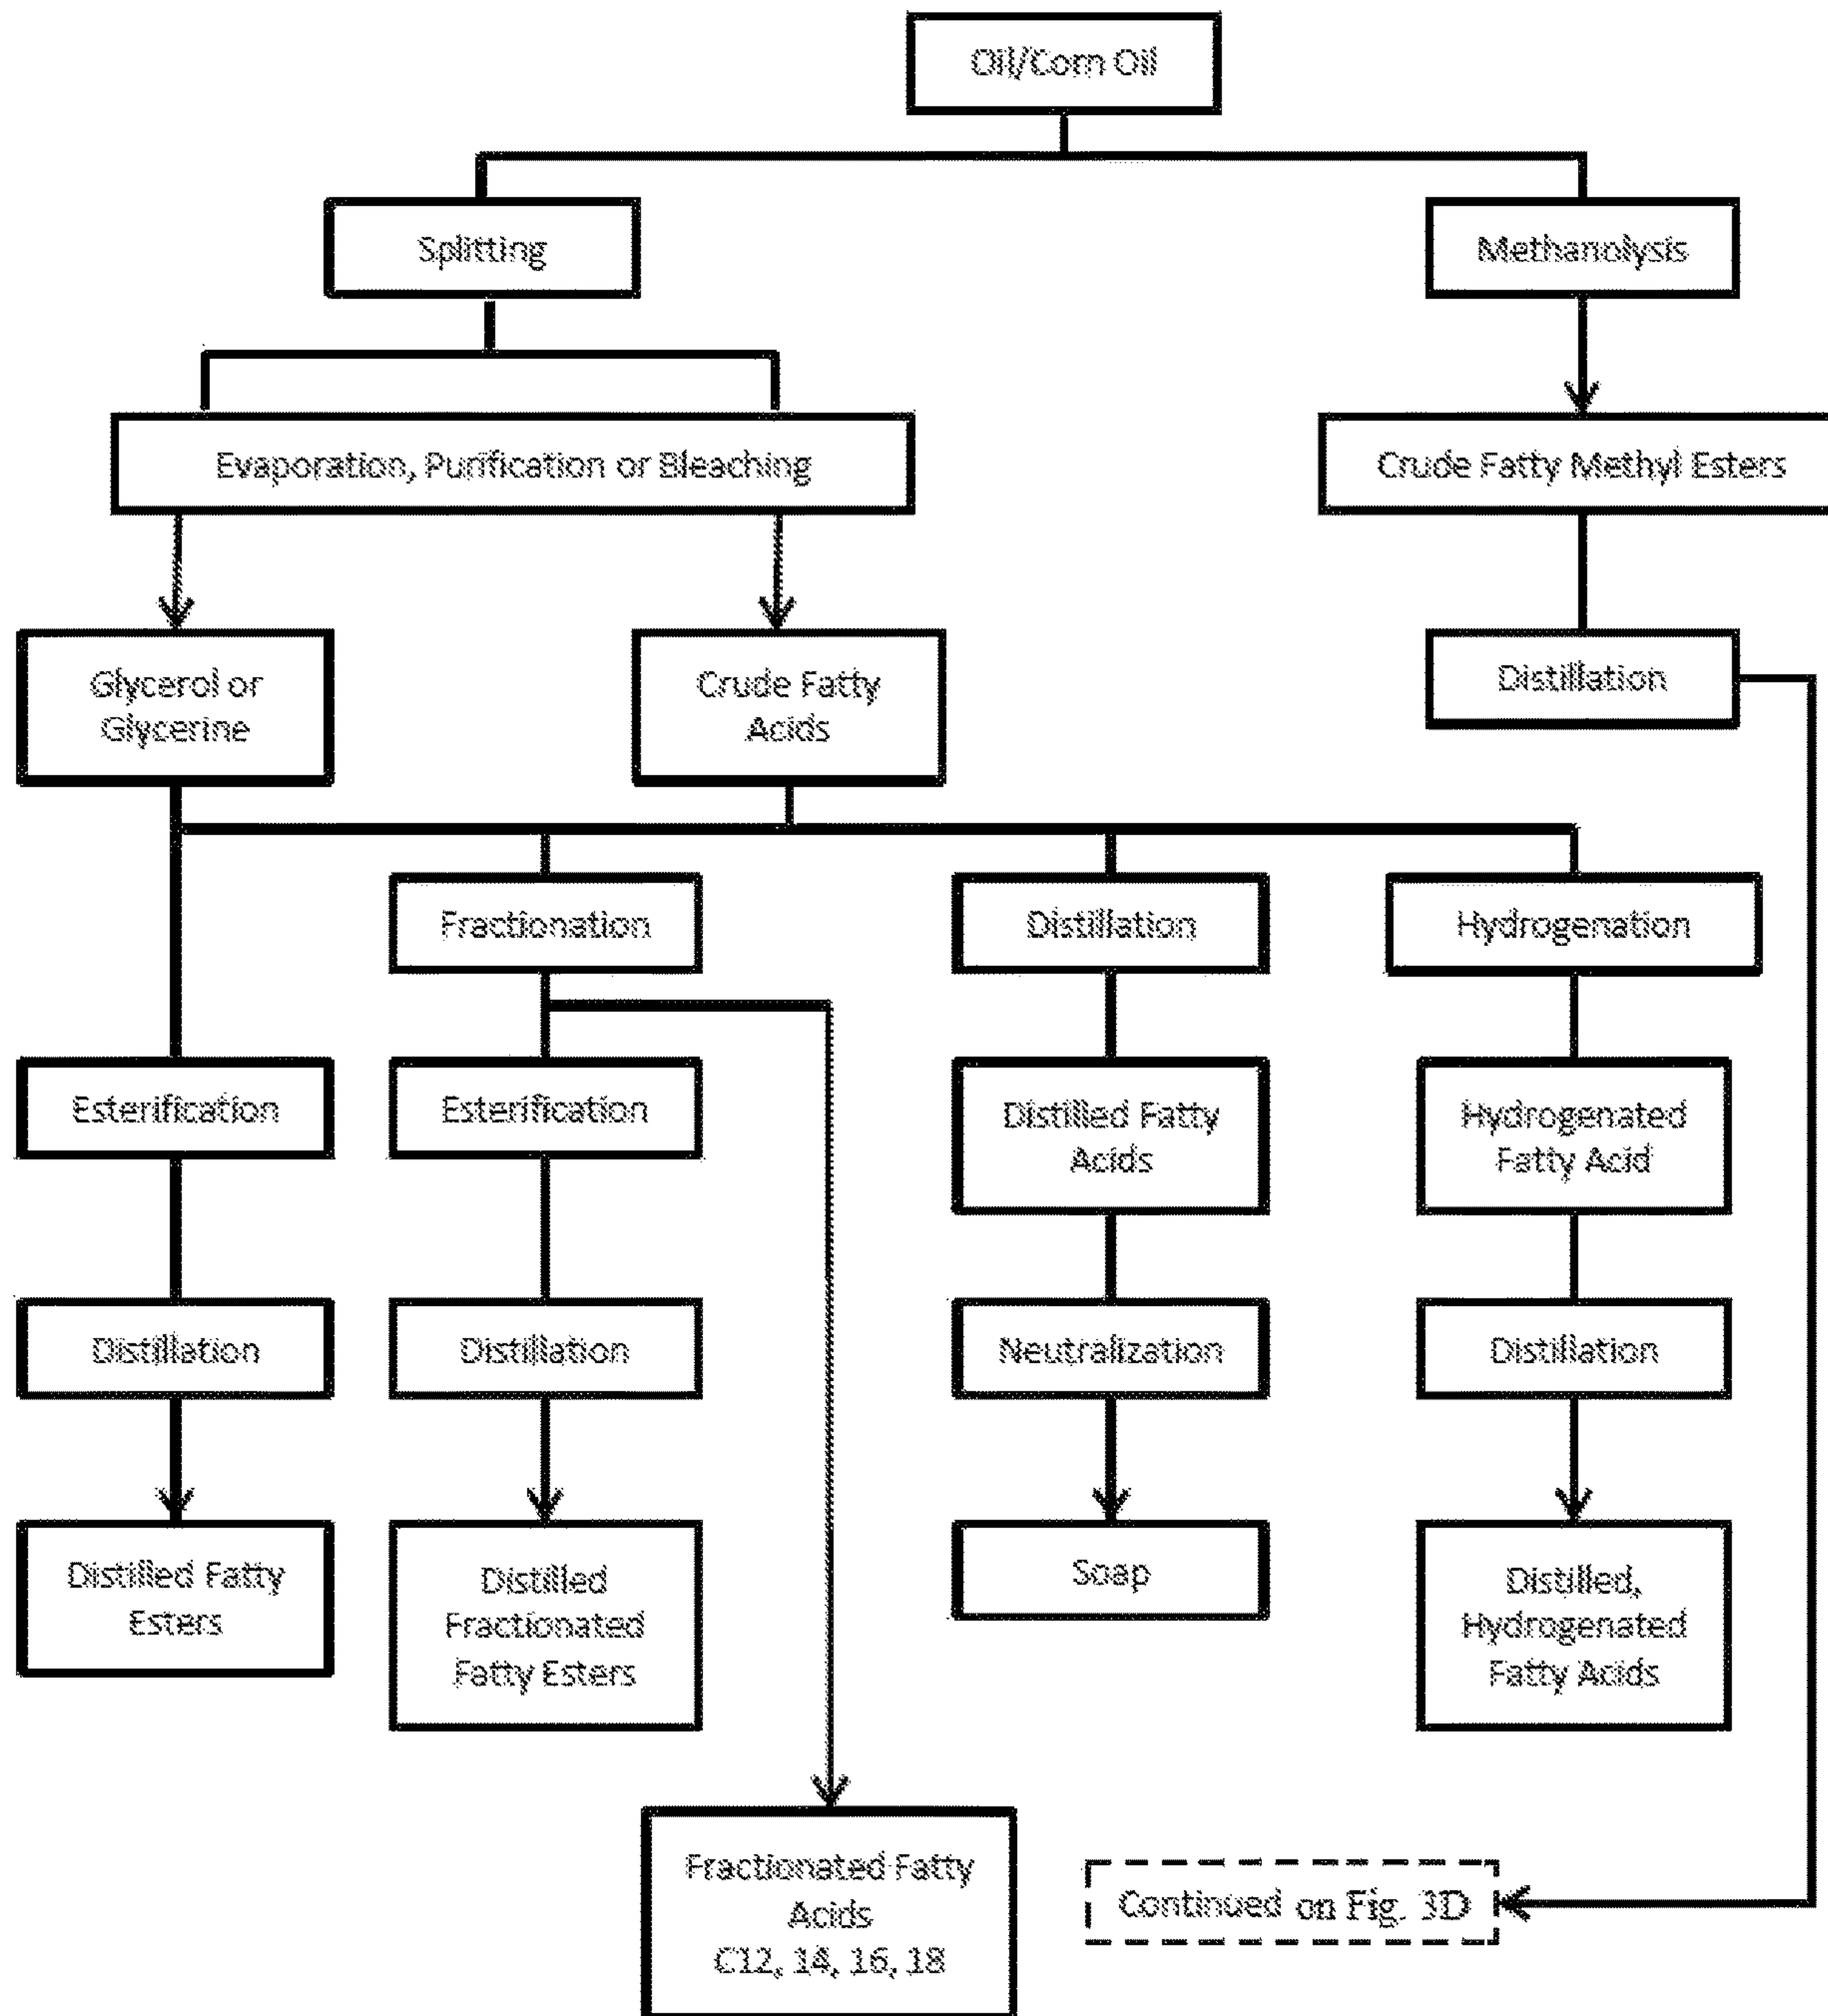 Oil/Corn Oil
Splitting
Methanolysis
Evaporation, Purification or Bleaching
Crude Fatty Methyl Esters
Glycerol or
Glycerine
Crude Fatty
Acids
Distillation
Fractionation
Distillation
Hydrogenation
Esterification
Esterification
Distilled Fatty
Acids
Hydrogenated
Fatty Acid
Distillation
Distillation
Neutralization
Distillation
Distilled Fatty
Esters
Distilled
Fractionated
Fatty Esters
Soap
Distilled,
Hydrogenated
Fatty Acids
Fractionated Fatty
Acids
C12, 14, 16, 18
Continued on Fig. 3D